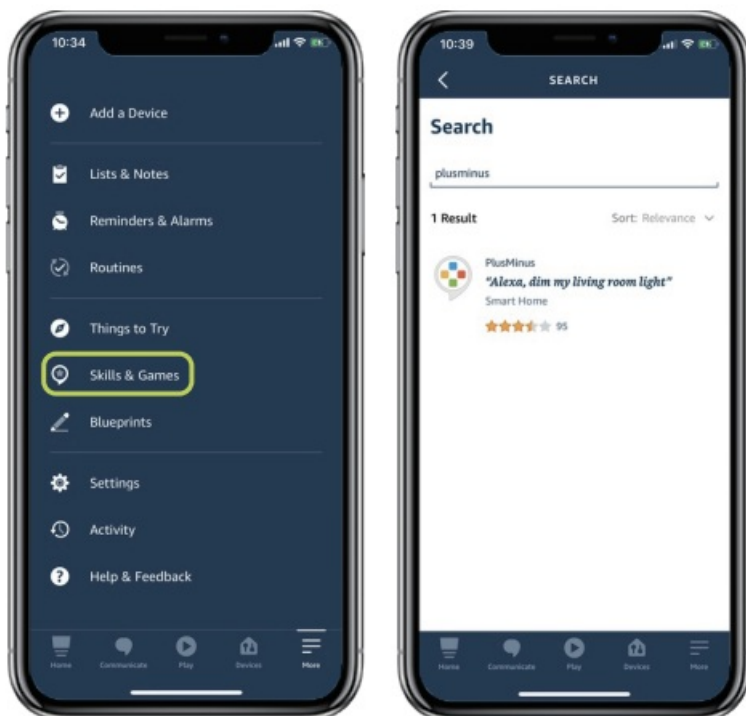 10:34
Add a Device
Lists & Notes
Reminders & Alarms
Routines
Things to Try
Skills & Games
Blueprints
Settings
Activity
Help & Feedback
Home Communicate Play Devices More
10:39
SEARCH
Search
plusminus
1 Result Sort: Relevance
PlusMinus
"Alexa, dim my living room light"
Smart Home
95
Home Communicate Play Devices More